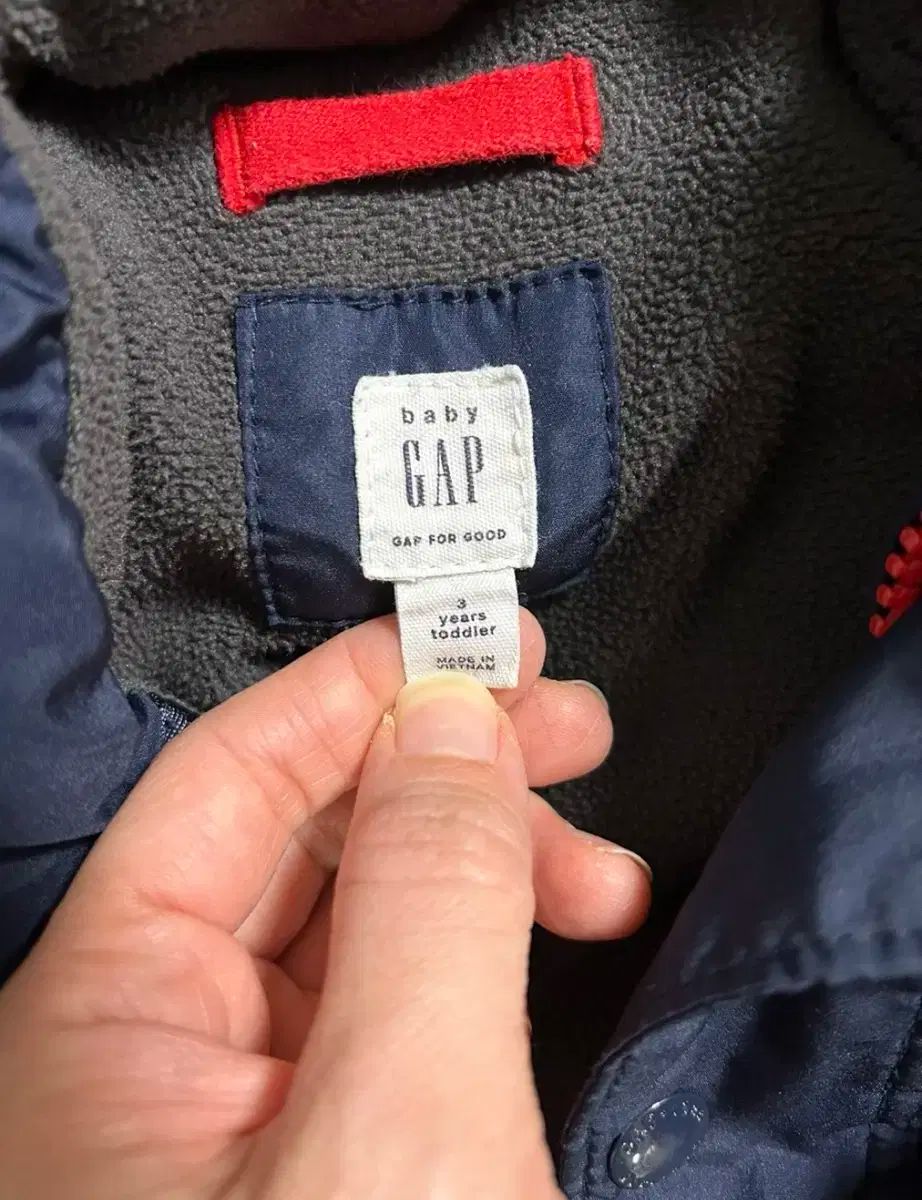 baby
GAP
GAP FOR GOOD
3
years
toddler
MADE IN
VIETNAM